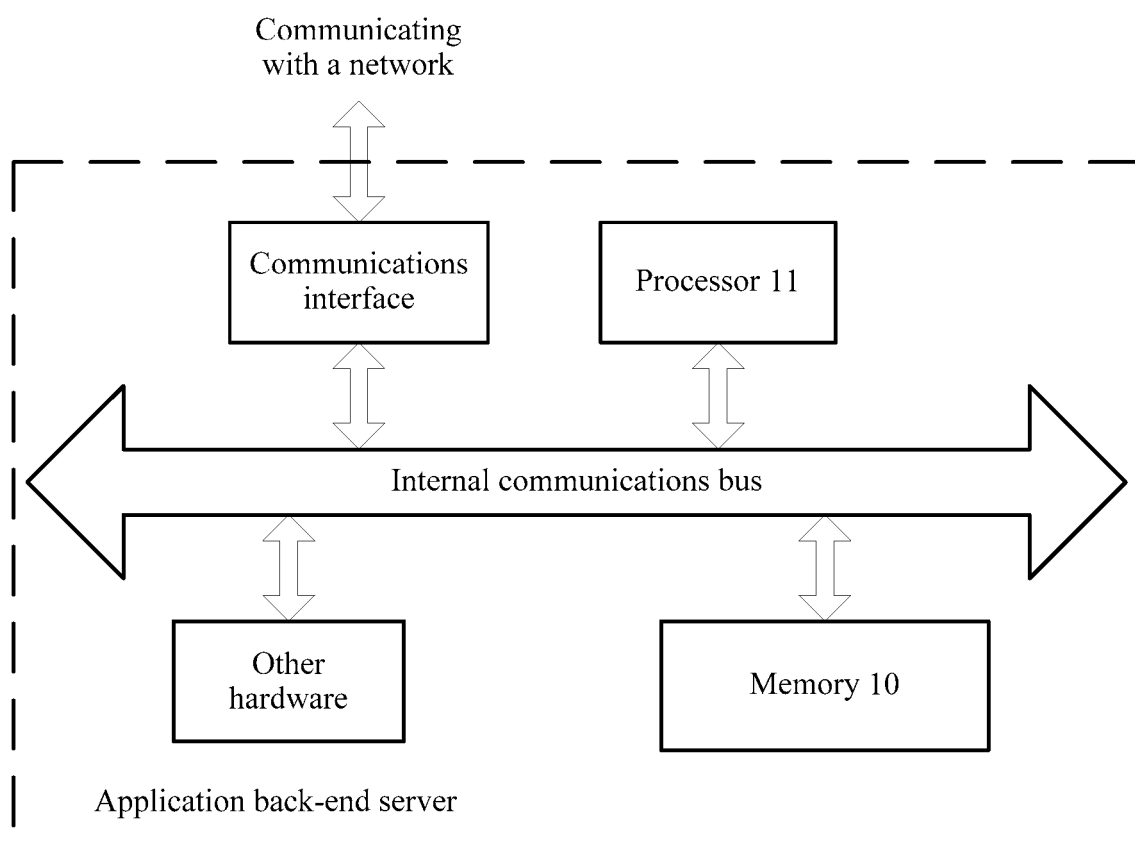 Communicating
with a network
Communications
interface
Processor 11
Internal communications bus
Other
hardware
Memory 10
Application back-end server